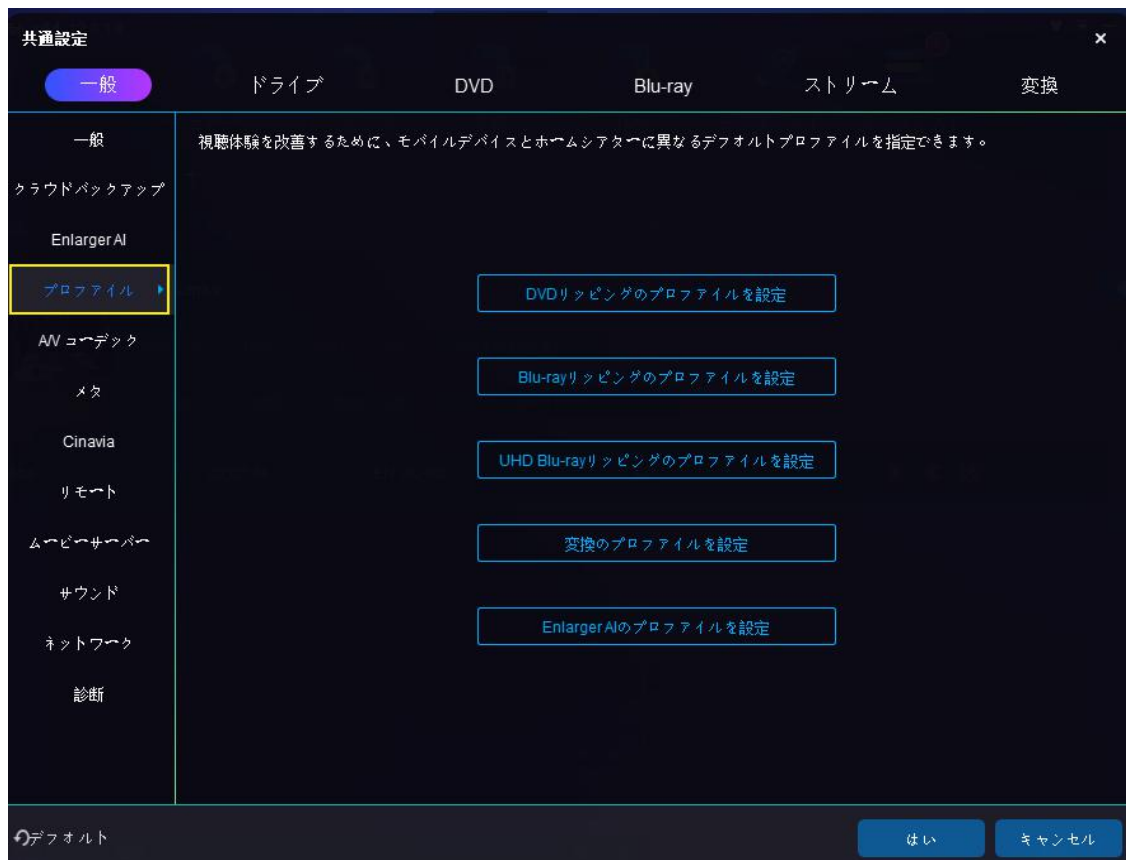 共通設定
×
一般
ドライブ
DVD
Blu-ray
ストリーム
変換
一般
クラウドバックアップ
Enlarger AI
プロファイル
A/V コーデック
メタ
Cinavia
リモート
ムービーサーバー
サウンド
ネットワーク
診断
視聴体験を改善するために、モバイルデバイスとホームシアターに異なるデフォルトプロファイルを指定できます。
DVDリッピングのプロファイルを設定
Blu-rayリッピングのプロファイルを設定
UHD Blu-rayリッピングのプロファイルを設定
変換のプロファイルを設定
Enlarger AIのプロファイルを設定
デフォルト
はい
キャンセル